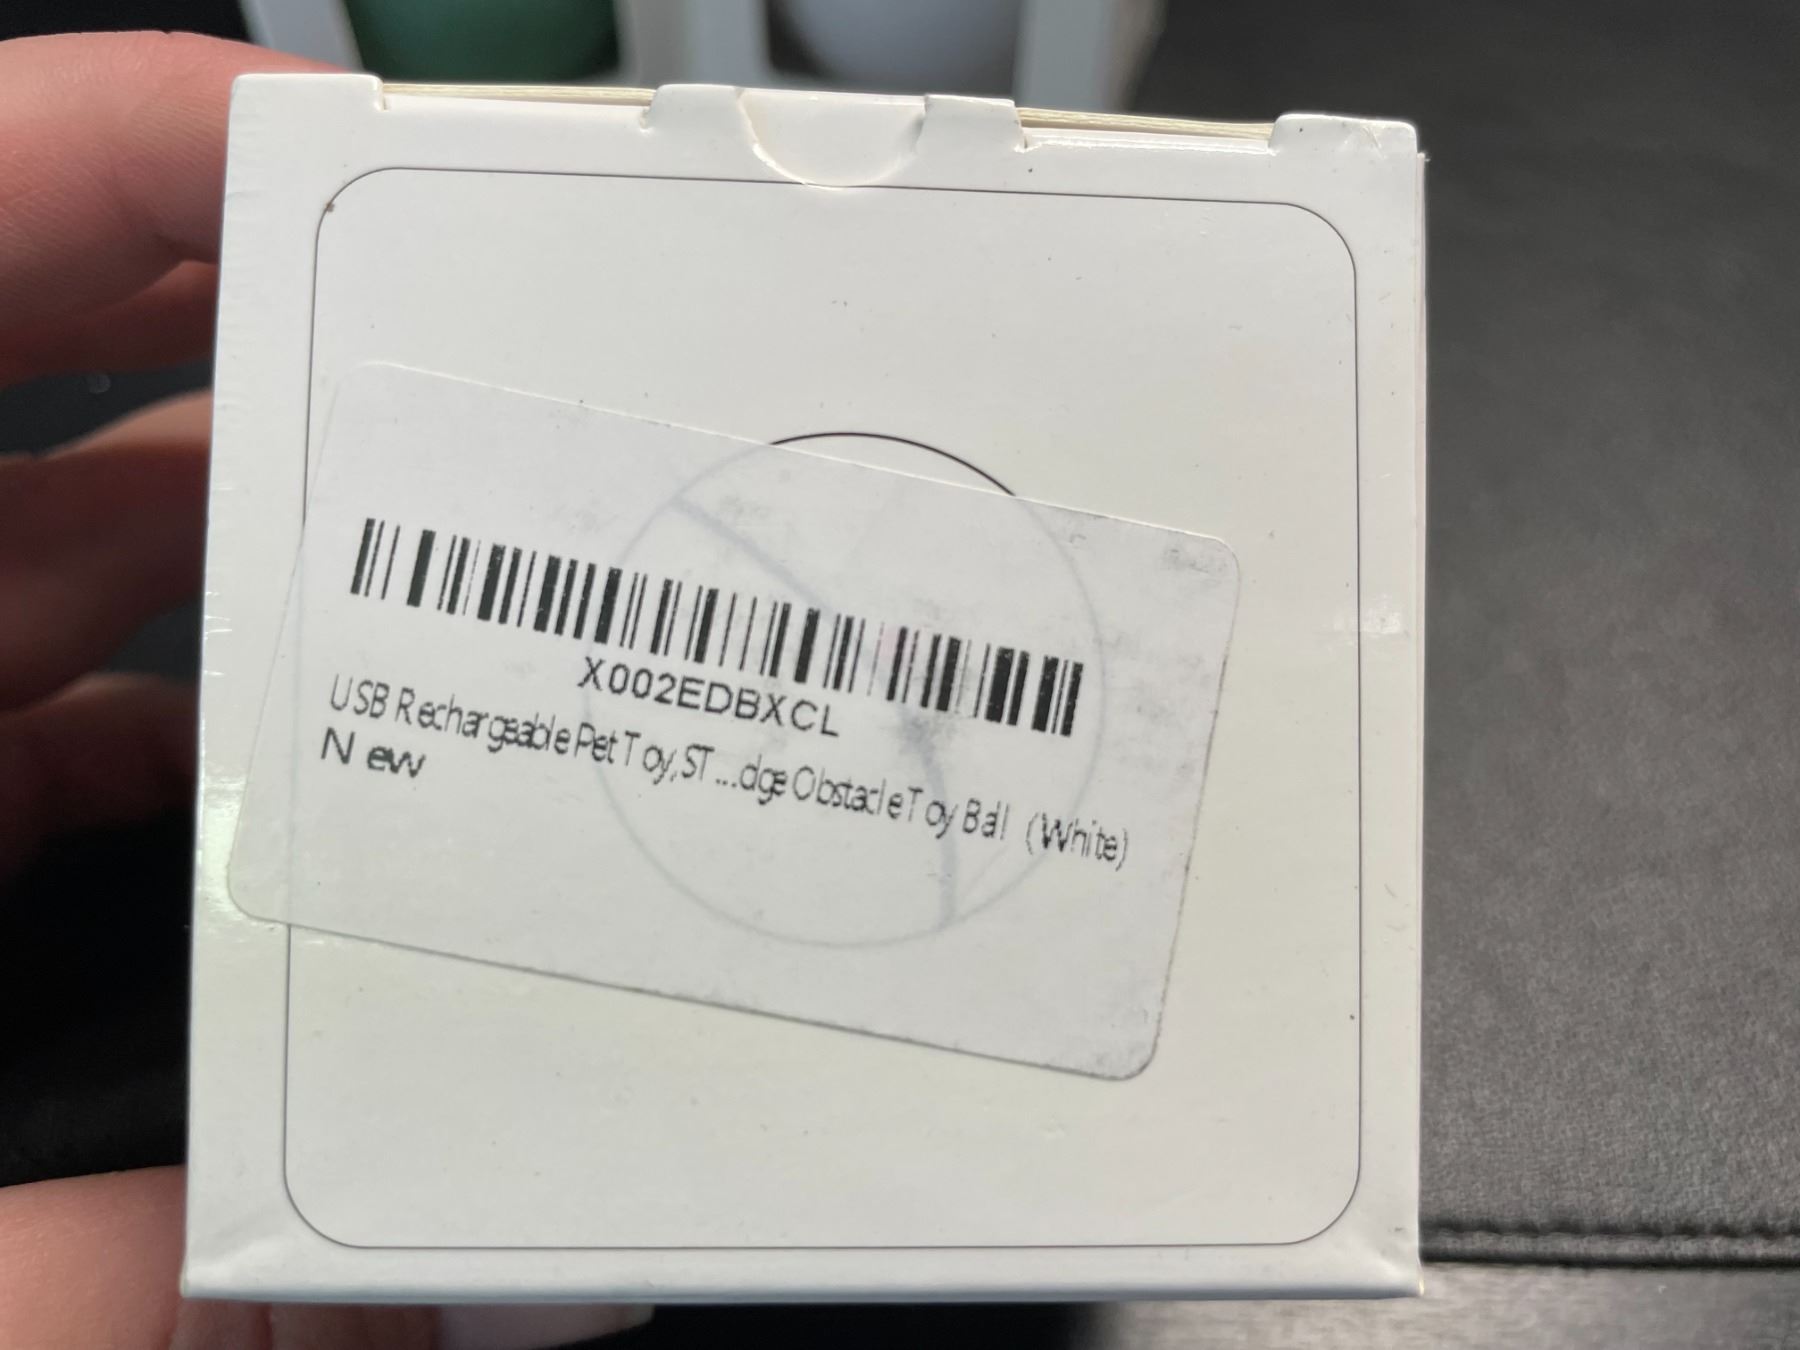 X002EDBXCL
USB Rechargeable Pet Toy, ST...dge Obstacle Toy Ball (White)
New